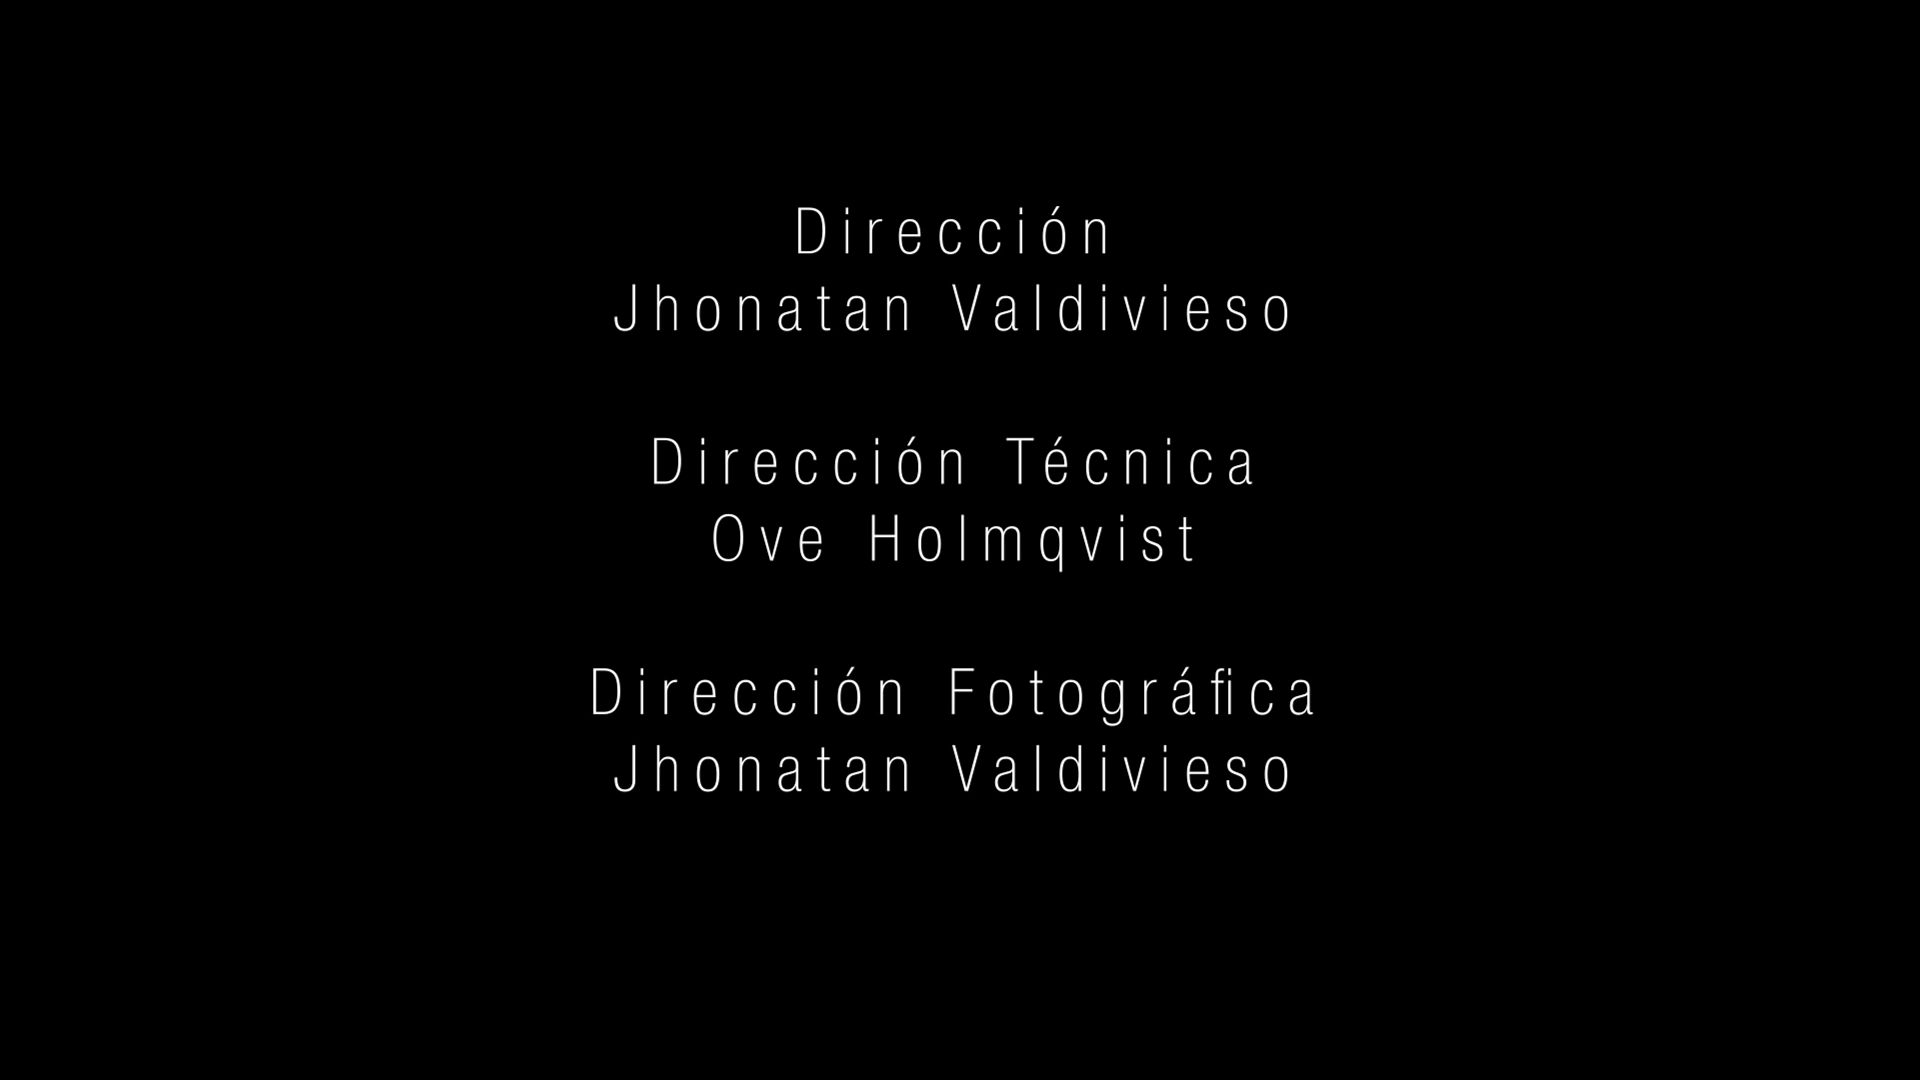 Dirección
Jhonatan Valdivieso
Dirección Técnica
Ove Holmqvist
Dirección Fotográfica
Jhonatan Valdivieso